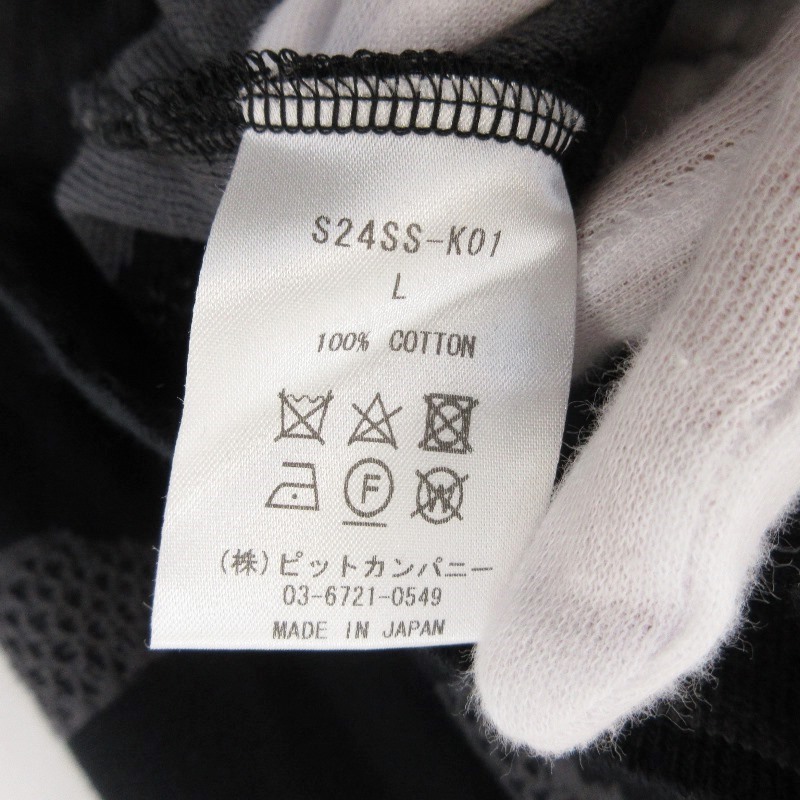 S24SS-K01
L
100% COTTON
F W
(株)ピットカンパニー
03-6721-0549
MADE IN JAPAN